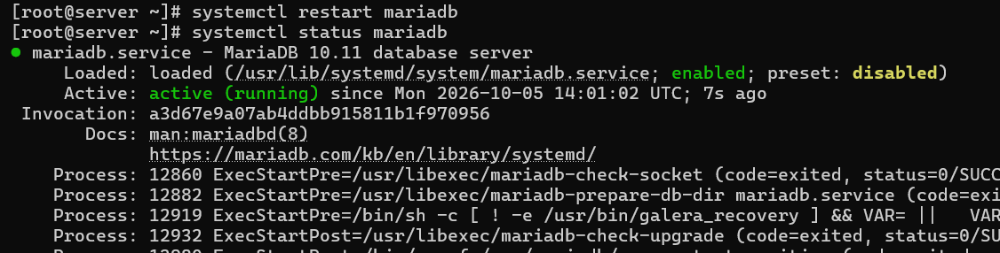 [root@server ~]# systemctl restart mariadb
[root@server ~]# systemctl status mariadb
● mariadb.service - MariaDB 10.11 database server
Loaded: loaded (/usr/lib/systemd/system/mariadb.service; enabled; preset: disabled)
Active: active (running) since Mon 2026-10-05 14:01:02 UTC; 7s ago
Invocation: a3d67e9a07ab4ddbb915811b1f970956
Docs: man:mariadbd(8)
https://mariadb.com/kb/en/library/systemd/
Process: 12860 ExecStartPre=/usr/libexec/mariadb-check-socket (code=exited, status=0/SUCC
Process: 12882 ExecStartPre=/usr/libexec/mariadb-prepare-db-dir mariadb.service (code=exi
Process: 12919 ExecStartPre=/bin/sh -c [ ! -e /usr/bin/galera_recovery ] && VAR= || VAR
Process: 12932 ExecStartPost=/usr/libexec/mariadb-check-upgrade (code=exited, status=0/SU